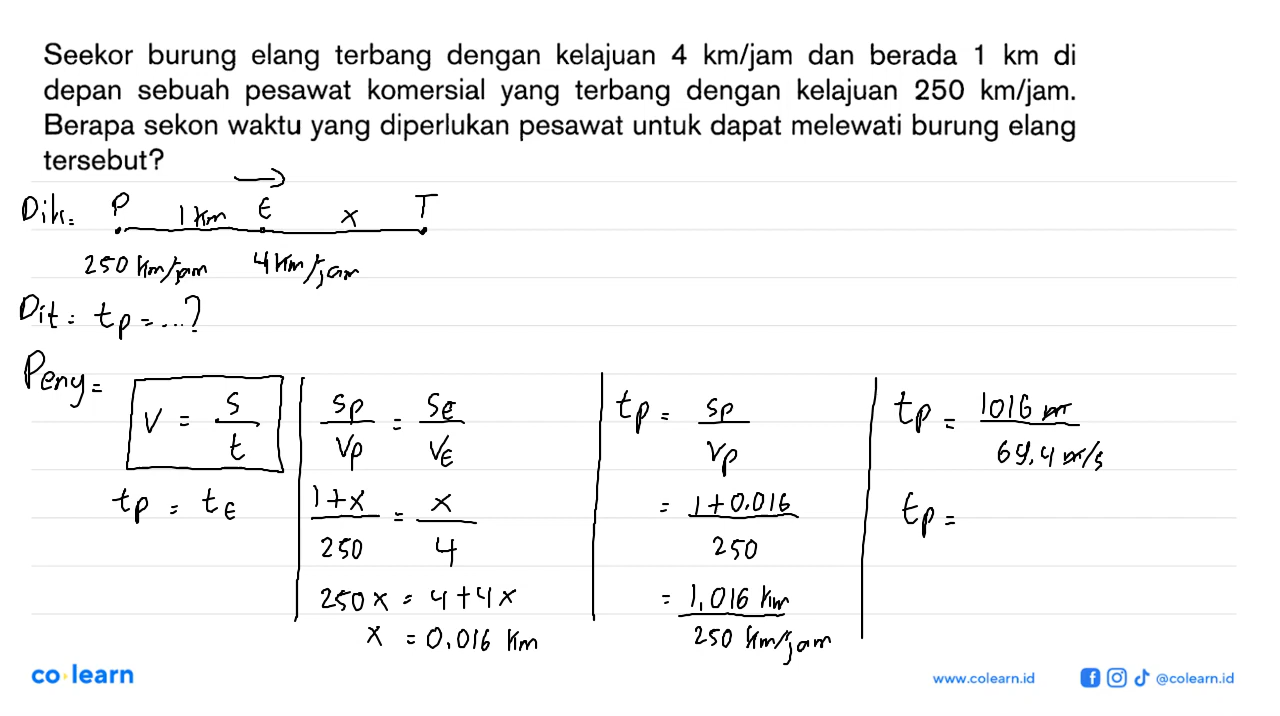 Seekor burung elang terbang dengan kelajuan 4 km/jam dan berada 1 km di
depan sebuah pesawat komersial yang terbang dengan kelajuan 250 km/jam.
Berapa sekon waktu yang diperlukan pesawat untuk dapat melewati burung elang
tersebut?
Dik: P 1 km E x T
250 km/jam 4 km/jam
Dit: tp = ...?
Peny =
V = s/t
tp = tE
sp/Vp = sE/VE
1+x/250 = x/4
250x = 4+4x
x = 0.016 km
tp = sp/Vp
= 1+0.016/250
= 1,016 km/250 km/jam
tp = 1016 m/69,4 m/s
tp =
co learn
www.colearn.id
@colearn.id